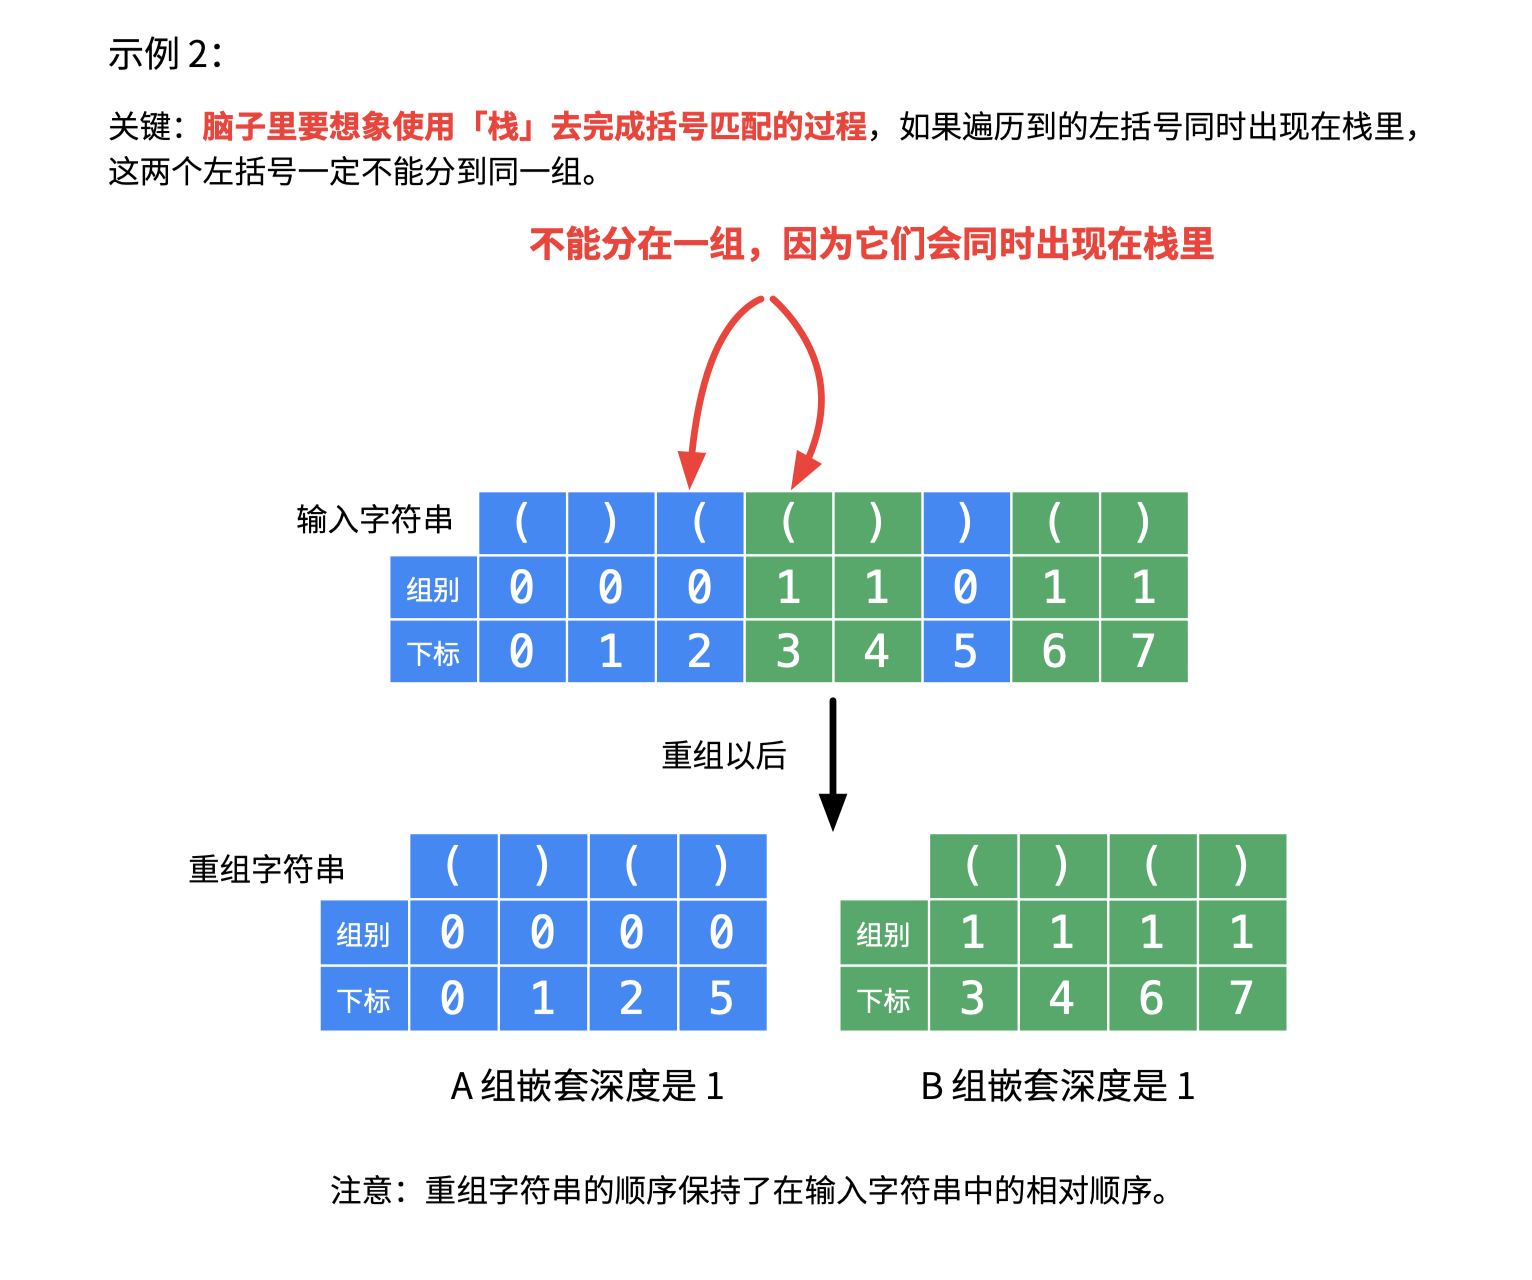 示例 2：
关键：脑子里要想象使用「栈」去完成括号匹配的过程，如果遍历到的左括号同时出现在栈里，
这两个左括号一定不能分到同一组。
不能分在一组，因为它们会同时出现在栈里
输入字符串 ( ) ( ( ) ) ( )
组别 0 0 0 1 1 0 1 1
下标 0 1 2 3 4 5 6 7
重组以后
重组字符串 ( ) ( )
组别 0 0 0 0
下标 0 1 2 5
A 组嵌套深度是 1
( ) ( )
组别 1 1 1 1
下标 3 4 6 7
B 组嵌套深度是 1
注意：重组字符串的顺序保持了在输入字符串中的相对顺序。